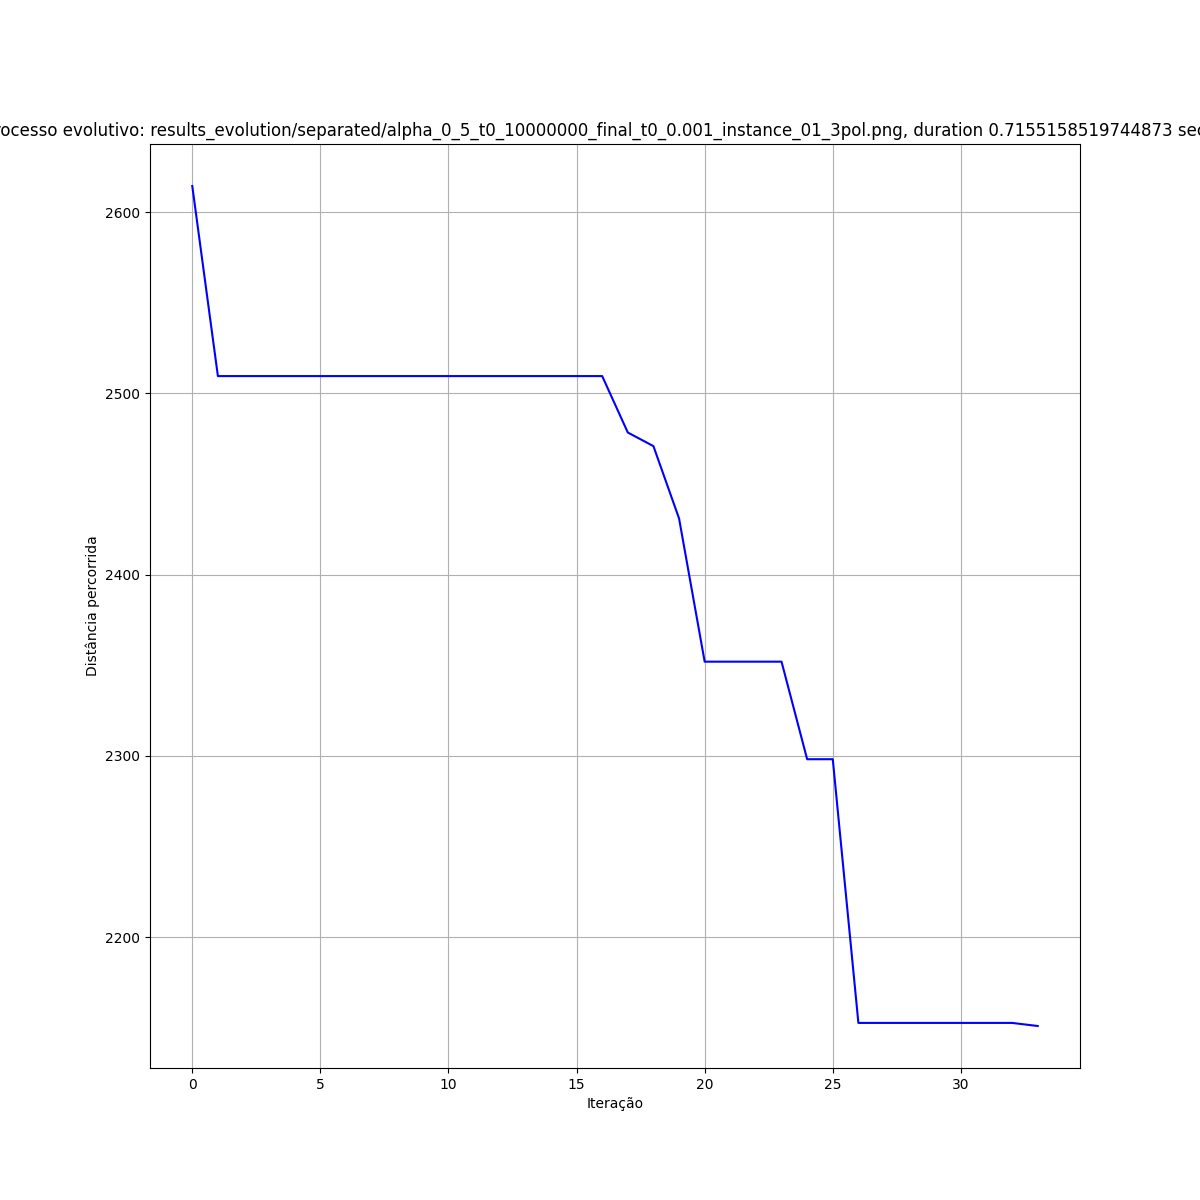 ocesso evolutivo: results_evolution/separated/alpha_0_5_t0_10000000_final_t0_0.001_instance_01_3pol.png, duration 0.7155158519744873 sec
2600
2500
2400
2300
2200
Distância percorrida
0 5 10 15 20 25 30
Iteração